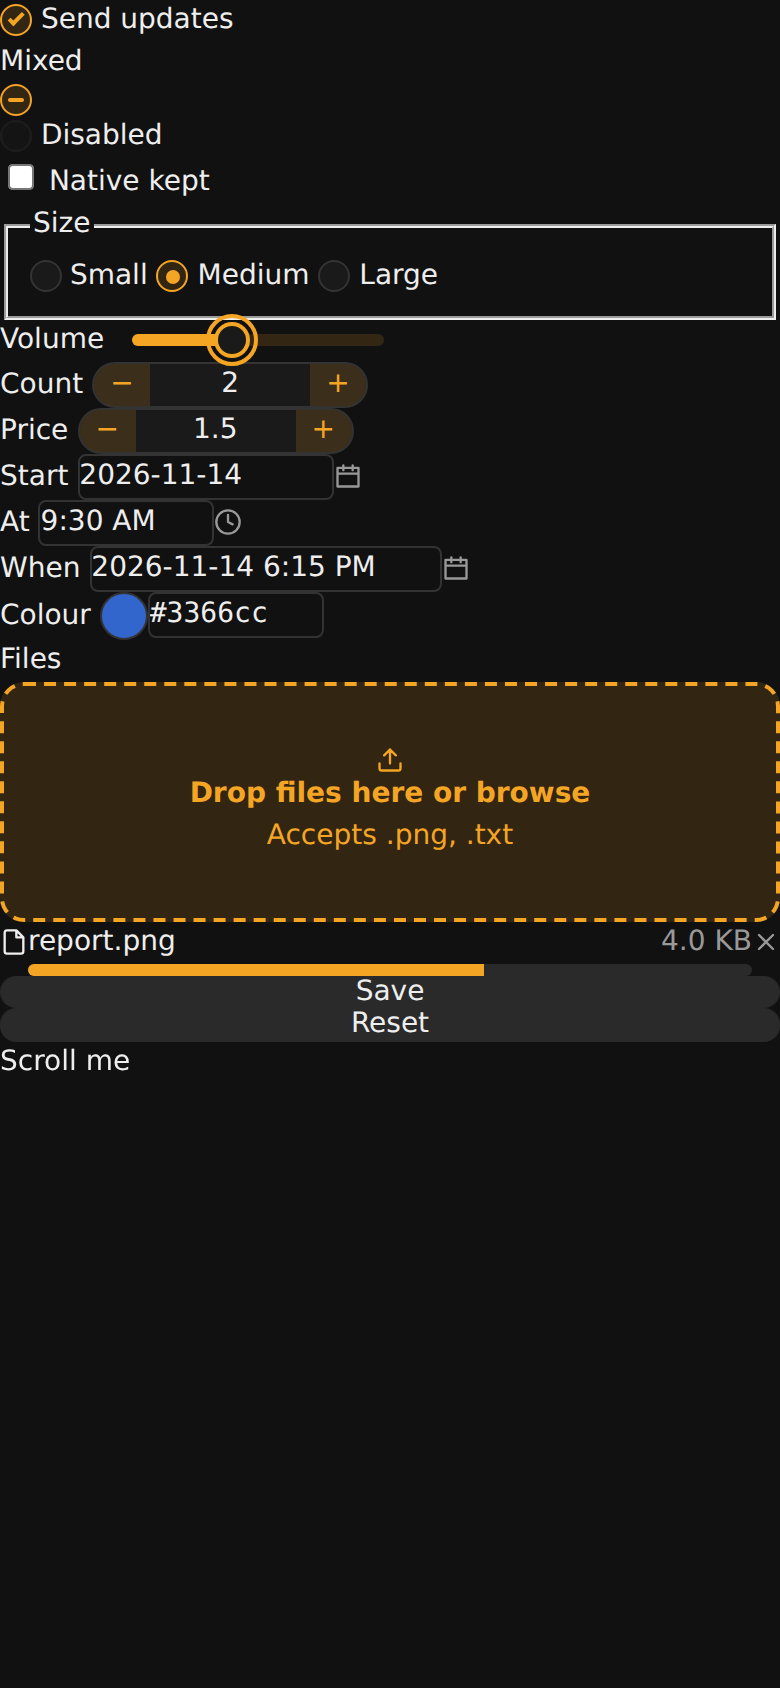 Send updates
Mixed
Disabled
Native kept
Size
Small Medium Large
Volume
Count − 2 +
Price − 1.5 +
Start 2026-11-14
At 9:30 AM
When 2026-11-14 6:15 PM
Colour #3366cc
Files
Drop files here or browse
Accepts .png, .txt
report.png 4.0 KB
Save
Reset
Scroll me